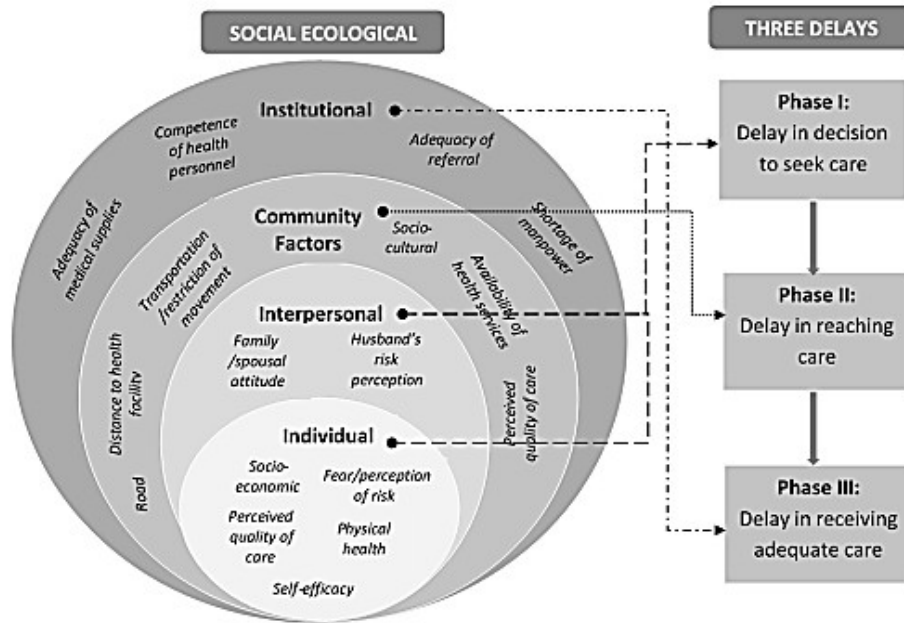 SOCIAL ECOLOGICAL
THREE DELAYS
Institutional
Competence
of health
personnel
Adequacy of
referral
Adequacy of
medical supplies
Shortage of
manpower
Community
Factors
Socio-
cultural
Transportation
/restriction of
movement
Availability of
health services
Distance to health
facility
Perceived
quality of care
Road
Interpersonal
Family
/spousal
attitude
Husband's
risk
perception
Individual
Socio-
economic
Fear/perception
of risk
Perceived
quality of care
Physical
health
Self-efficacy
Phase I:
Delay in decision
to seek care
Phase II:
Delay in reaching
care
Phase III:
Delay in receiving
adequate care